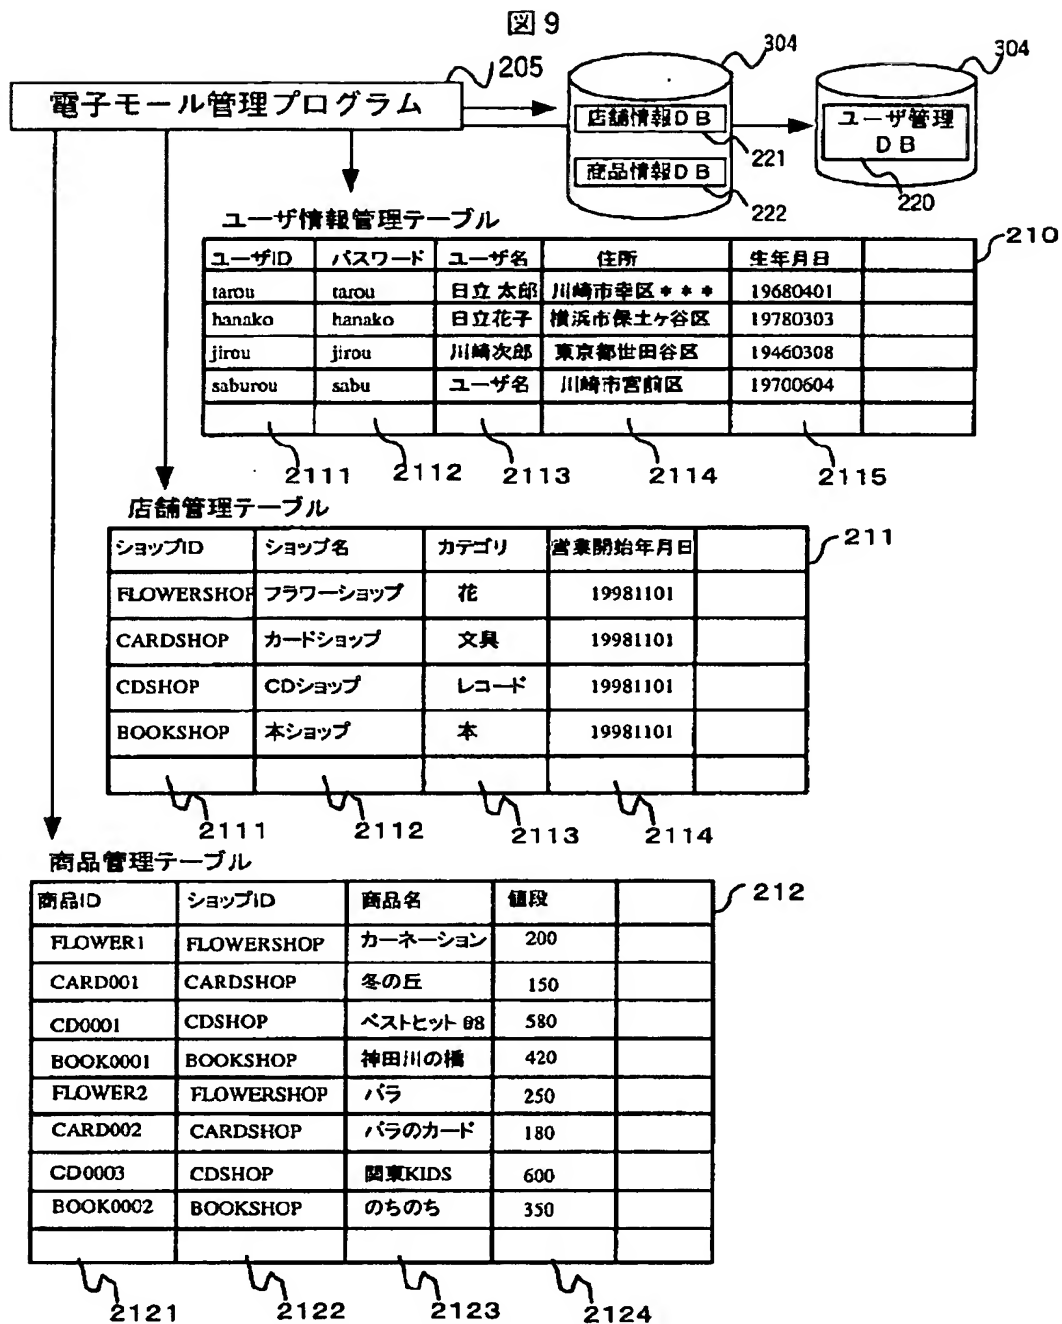 図9
304
304
205
電子モール管理プログラム
店舗情報DB
221
商品情報DB
222
ユーザ管理
DB
220
ユーザ情報管理テーブル
210
ユーザID パスワード ユーザ名 住所 生年月日
tarou tarou 日立 太郎 川崎市幸区*** 19680401
hanako hanako 日立花子 横浜市保土ヶ谷区 19780303
jirou jirou 川崎次郎 東京都世田谷区 19460308
saburou sabu ユーザ名 川崎市宮前区 19700604
2111 2112 2113 2114 2115
店舗管理テーブル
211
ショップID ショップ名 カテゴリ 営業開始年月日
FLOWERSHOP フラワーショップ 花 19981101
CARDSHOP カードショップ 文具 19981101
CDSHOP CDショップ レコード 19981101
BOOKSHOP 本ショップ 本 19981101
2111 2112 2113 2114
商品管理テーブル
212
商品ID ショップID 商品名 値段
FLOWER1 FLOWERSHOP カーネーション 200
CARD001 CARDSHOP 冬の丘 150
CD0001 CDSHOP ベストヒット 98 580
BOOK0001 BOOKSHOP 神田川の橋 420
FLOWER2 FLOWERSHOP バラ 250
CARD002 CARDSHOP バラのカード 180
CD0003 CDSHOP 関東KIDS 600
BOOK0002 BOOKSHOP のちのち 350
2121 2122 2123 2124